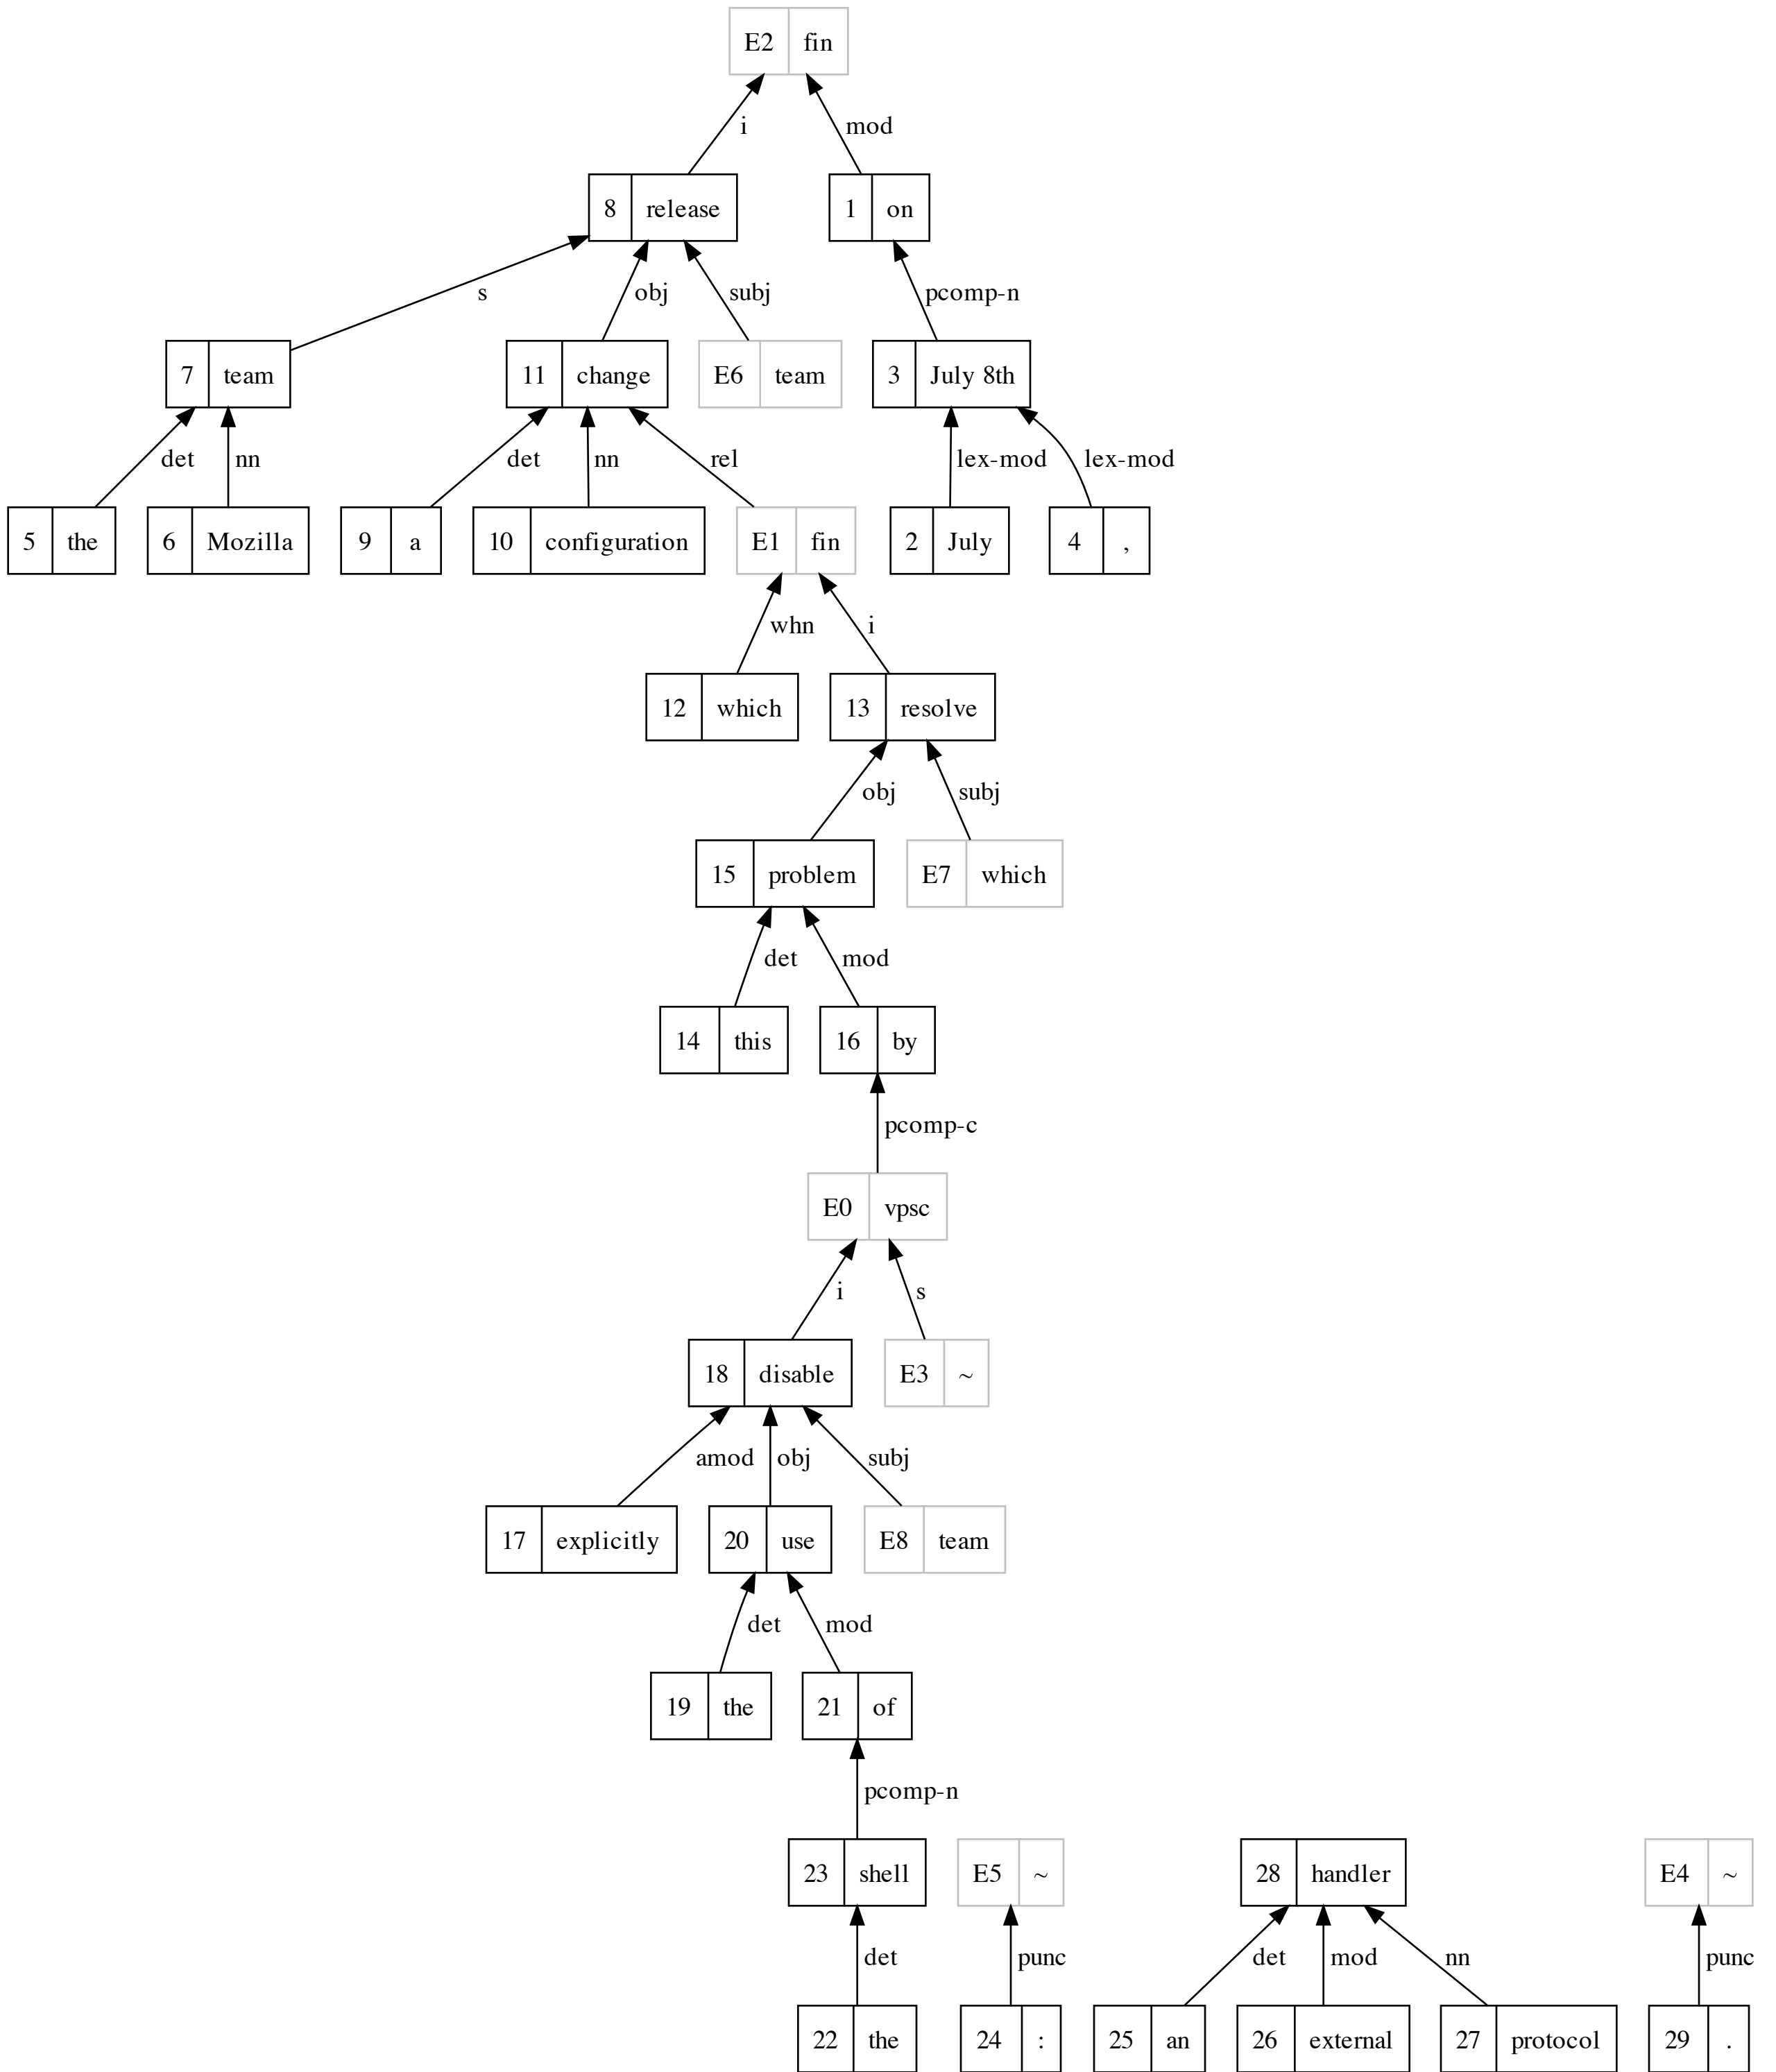 E2 fin
i mod
8 release 1 on
s obj subj pcomp-n
7 team 11 change E6 team 3 July 8th
det nn det nn rel lex-mod lex-mod
5 the 6 Mozilla 9 a 10 configuration E1 fin 2 July 4 ,
whn i
12 which 13 resolve
obj subj
15 problem E7 which
det mod
14 this 16 by
pcomp-c
E0 vpsc
i s
18 disable E3 ~
amod obj subj
17 explicitly 20 use E8 team
det mod
19 the 21 of
pcomp-n
23 shell E5 ~ 28 handler E4 ~
det punc det mod nn punc
22 the 24 : 25 an 26 external 27 protocol 29 .